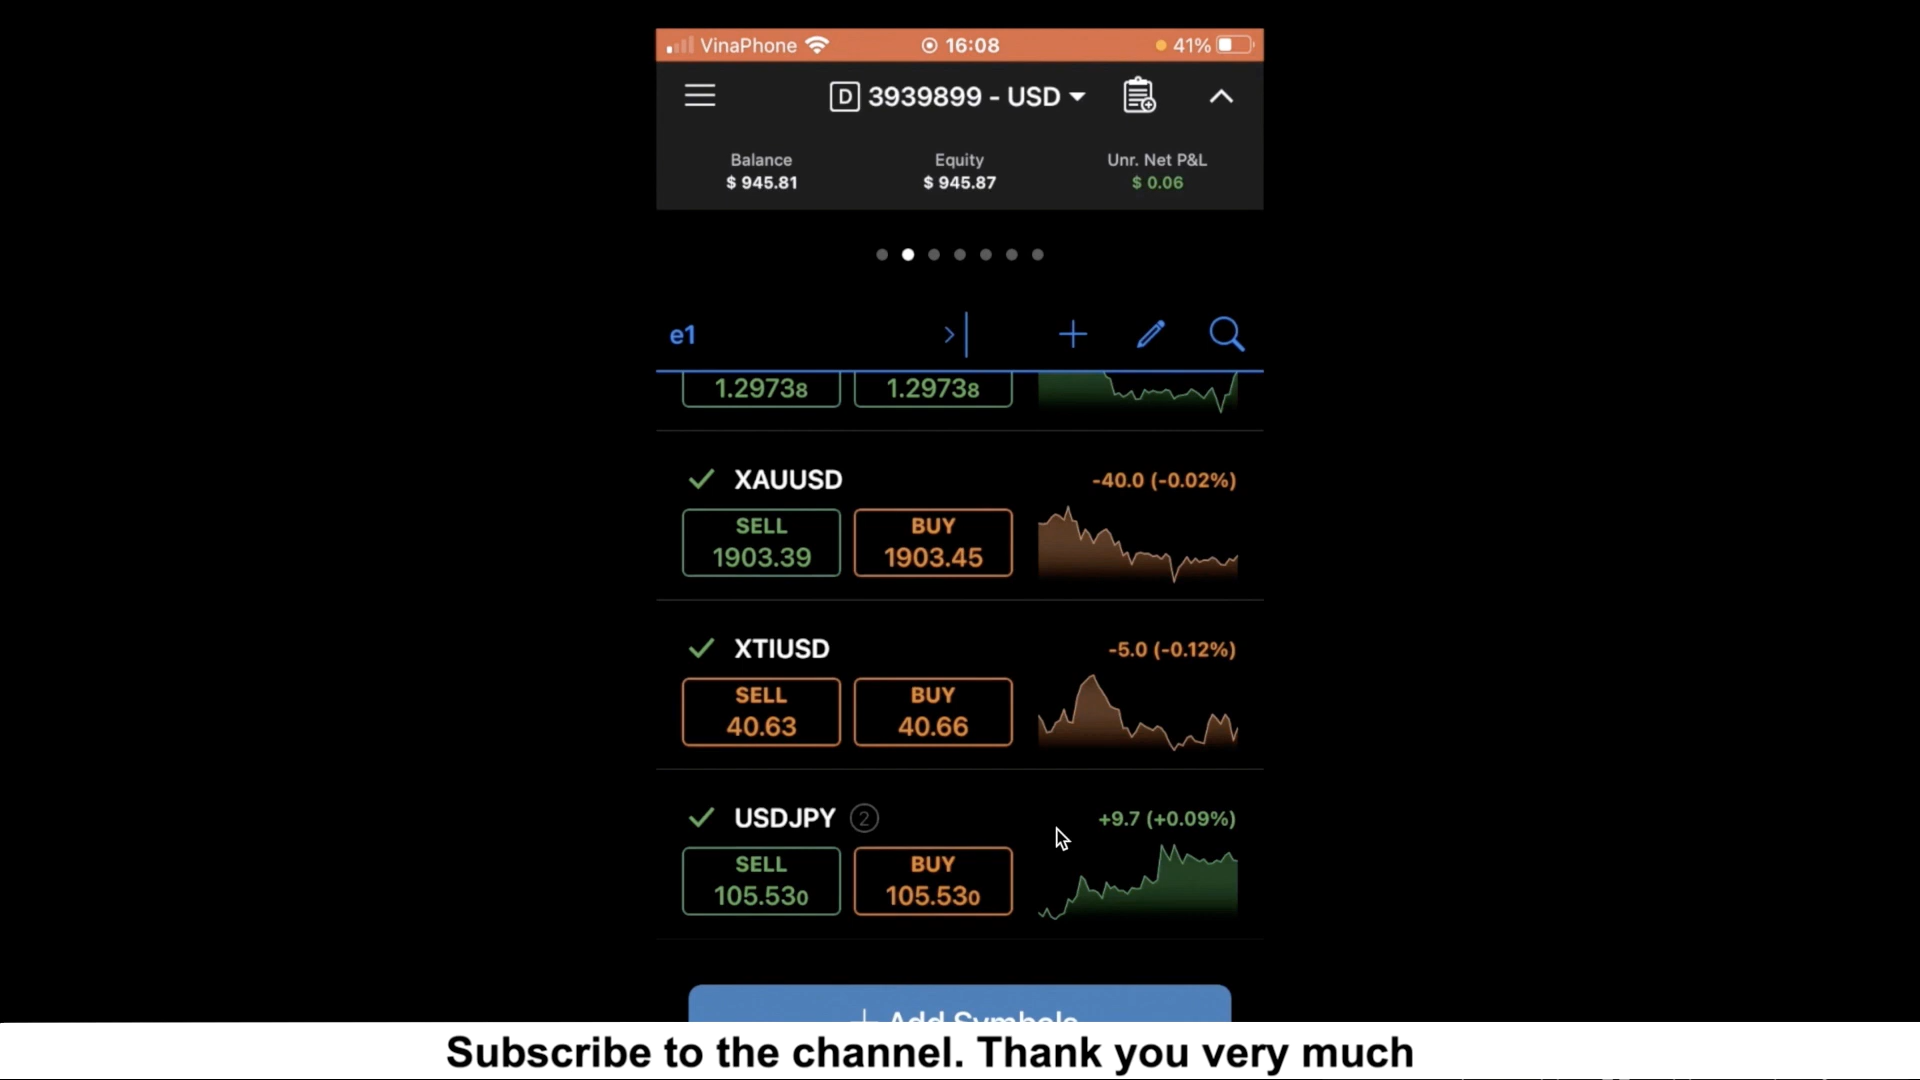 VinaPhone 16:08 41%
D 3939899 - USD
Balance Equity Unr. Net P&L
$ 945.81 $ 945.87 $ 0.06
e1
1.29738 1.29738
XAUUSD -40.0 (-0.02%)
SELL BUY
1903.39 1903.45
XTIUSD -5.0 (-0.12%)
SELL BUY
40.63 40.66
USDJPY 2 +9.7 (+0.09%)
SELL BUY
105.530 105.530
+ Add Symbols
Subscribe to the channel. Thank you very much